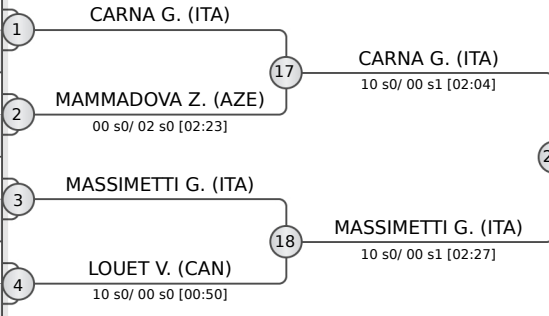 1
CARNA G. (ITA)
17
CARNA G. (ITA)
10 s0/ 00 s1 [02:04]
2
MAMMADOVA Z. (AZE)
00 s0/ 02 s0 [02:23]
3
MASSIMETTI G. (ITA)
18
MASSIMETTI G. (ITA)
10 s0/ 00 s1 [02:27]
4
LOUET V. (CAN)
10 s0/ 00 s0 [00:50]